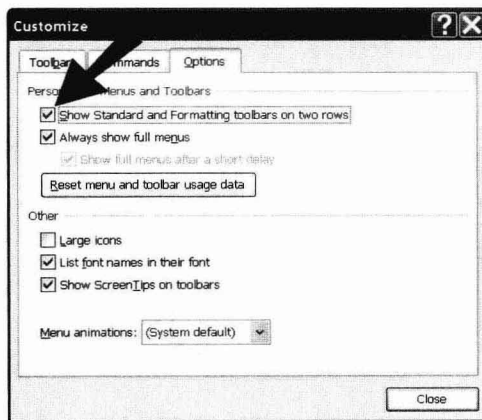 Customize
Toolbars Commands Options
Personalized Menus and Toolbars
Show Standard and Formatting toolbars on two rows
Always show full menus
Show full menus after a short delay
Reset menu and toolbar usage data
Other
Large icons
List font names in their font
Show ScreenTips on toolbars
Menu animations: (System default)
Close